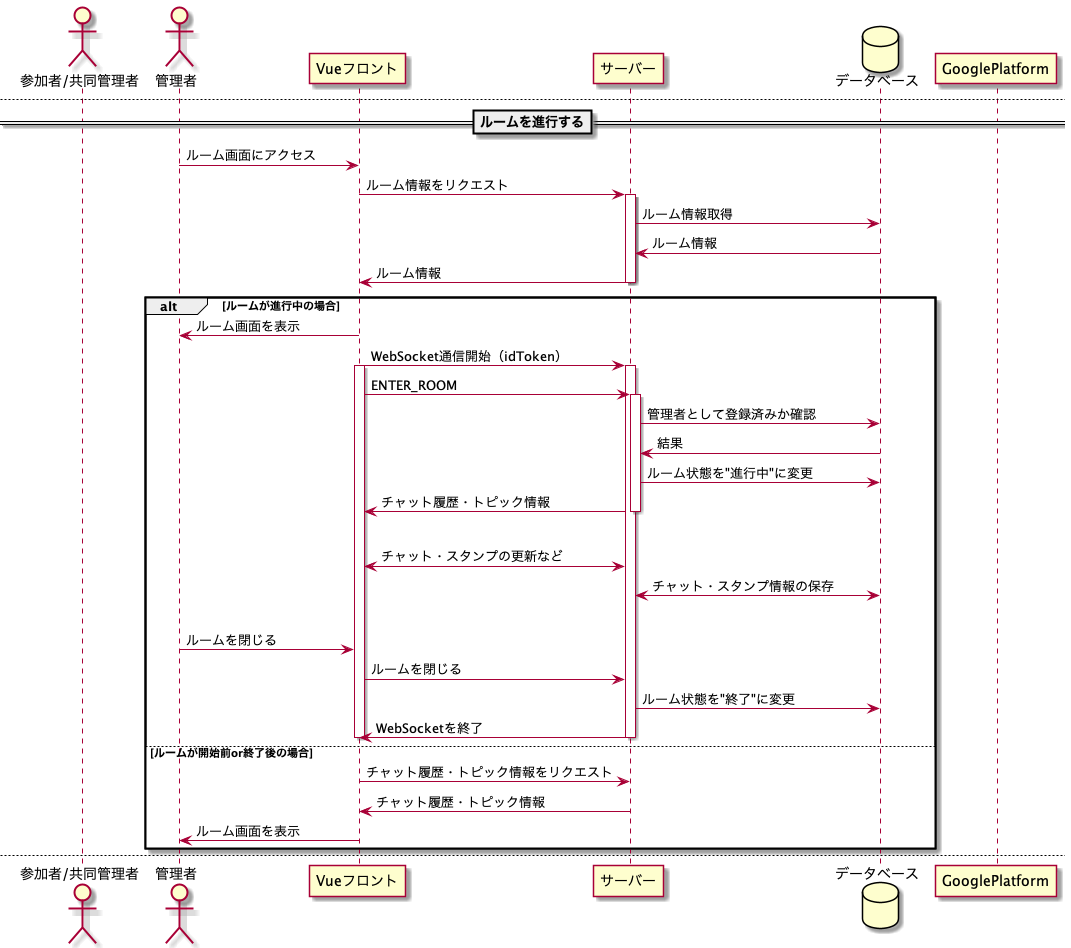 参加者/共同管理者
管理者
Vueフロント
サーバー
データベース
GooglePlatform
ルームを進行する
ルーム画面にアクセス
ルーム情報をリクエスト
ルーム情報取得
ルーム情報
ルーム情報
alt
[ルームが進行中の場合]
ルーム画面を表示
WebSocket通信開始（idToken）
ENTER_ROOM
管理者として登録済みか確認
結果
ルーム状態を"進行中"に変更
チャット履歴・トピック情報
チャット・スタンプの更新など
チャット・スタンプ情報の保存
ルームを閉じる
ルームを閉じる
ルーム状態を"終了"に変更
WebSocketを終了
[ルームが開始前or終了後の場合]
チャット履歴・トピック情報をリクエスト
チャット履歴・トピック情報
ルーム画面を表示
参加者/共同管理者
管理者
Vueフロント
サーバー
データベース
GooglePlatform